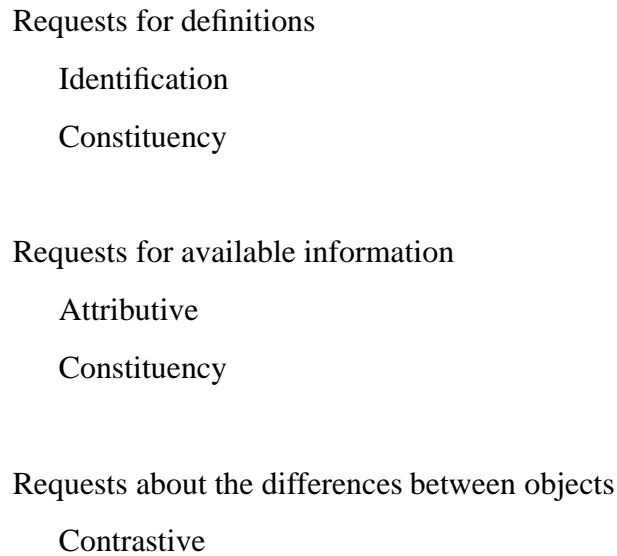 Requests for definitions
Identification
Constituency
Requests for available information
Attributive
Constituency
Requests about the differences between objects
Contrastive